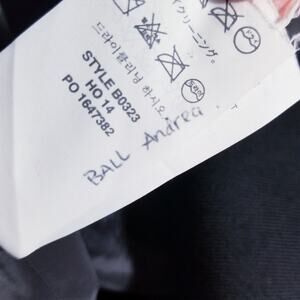 イクリーニング。
드라이클리닝 하시오.
STYLE B0323
HO 14
PO 1647382
BALL Andrea